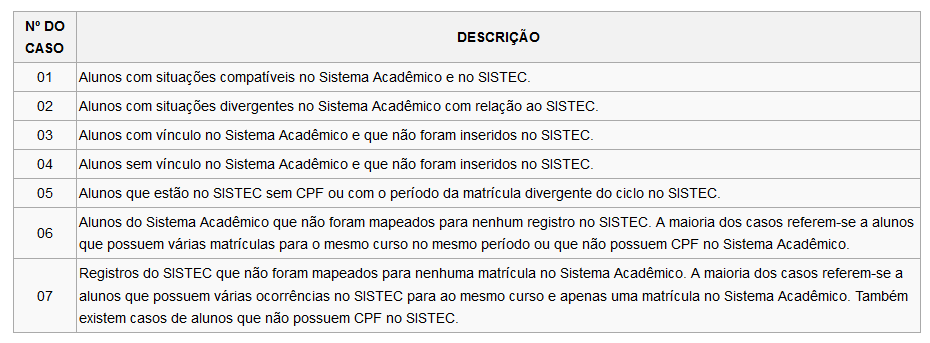 Nº DO
CASO
DESCRIÇÃO
01
Alunos com situações compatíveis no Sistema Acadêmico e no SISTEC.
02
Alunos com situações divergentes no Sistema Acadêmico com relação ao SISTEC.
03
Alunos com vínculo no Sistema Acadêmico e que não foram inseridos no SISTEC.
04
Alunos sem vínculo no Sistema Acadêmico e que não foram inseridos no SISTEC.
05
Alunos que estão no SISTEC sem CPF ou com o período da matrícula divergente do ciclo no SISTEC.
06
Alunos do Sistema Acadêmico que não foram mapeados para nenhum registro no SISTEC. A maioria dos casos referem-se a alunos
que possuem várias matrículas para o mesmo curso no mesmo período ou que não possuem CPF no Sistema Acadêmico.
07
Registros do SISTEC que não foram mapeados para nenhuma matrícula no Sistema Acadêmico. A maioria dos casos referem-se a
alunos que possuem várias ocorrências no SISTEC para ao mesmo curso e apenas uma matrícula no Sistema Acadêmico. Também
existem casos de alunos que não possuem CPF no SISTEC.